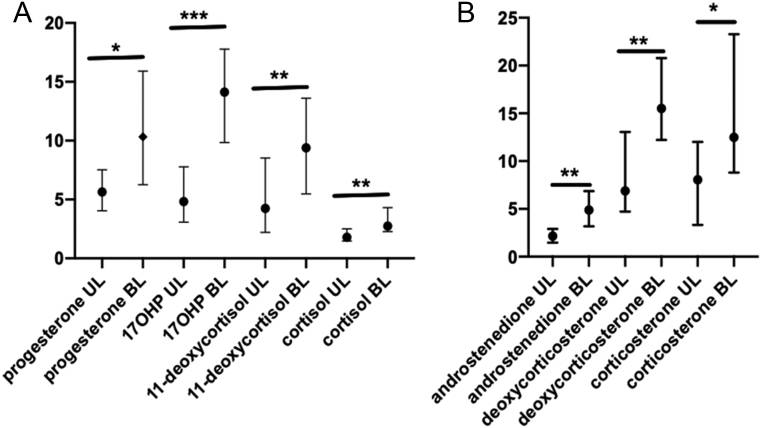 A
20
15
10
5
0
*
***
**
**
progesterone UL
progesterone BL
17OHP UL
17OHP BL
11-deoxycortisol UL
11-deoxycortisol BL
cortisol UL
cortisol BL
B
25
20
15
10
5
0
**
**
*
androstenedione UL
androstenedione BL
deoxycorticosterone UL
deoxycorticosterone BL
corticosterone UL
corticosterone BL